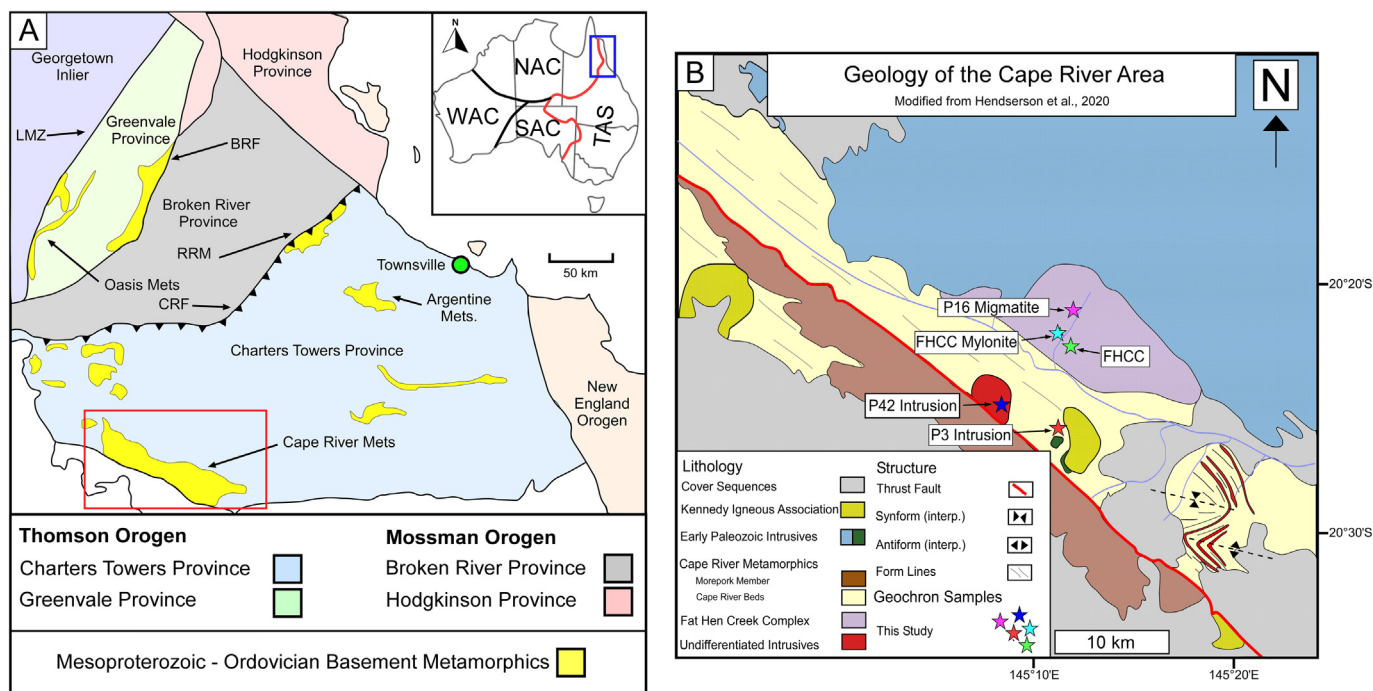 A
Georgetown
Inlier
Hodgkinson
Province
LMZ
Greenvale
Province
BRF
Broken River
Province
RRM
Oasis Mets
CRF
Townsville
50 km
Argentine
Mets.
Charters Towers Province
New
England
Orogen
Cape River Mets
N
NAC
WAC
SAC
TAS
Thomson Orogen
Charters Towers Province
Greenvale Province
Mossman Orogen
Broken River Province
Hodgkinson Province
Mesoproterozoic - Ordovician Basement Metamorphics
B
Geology of the Cape River Area
Modified from Hendserson et al., 2020
N
20°20'S
P16 Migmatite
FHCC Mylonite
FHCC
P42 Intrusion
P3 Intrusion
20°30'S
Lithology
Cover Sequences
Kennedy Igneous Association
Early Paleozoic Intrusives
Cape River Metamorphics
Morepork Member
Cape River Beds
Fat Hen Creek Complex
Undifferentiated Intrusives
Structure
Thrust Fault
Synform (interp.)
Antiform (interp.)
Form Lines
Geochron Samples
This Study
10 km
145°10'E
145°20'E